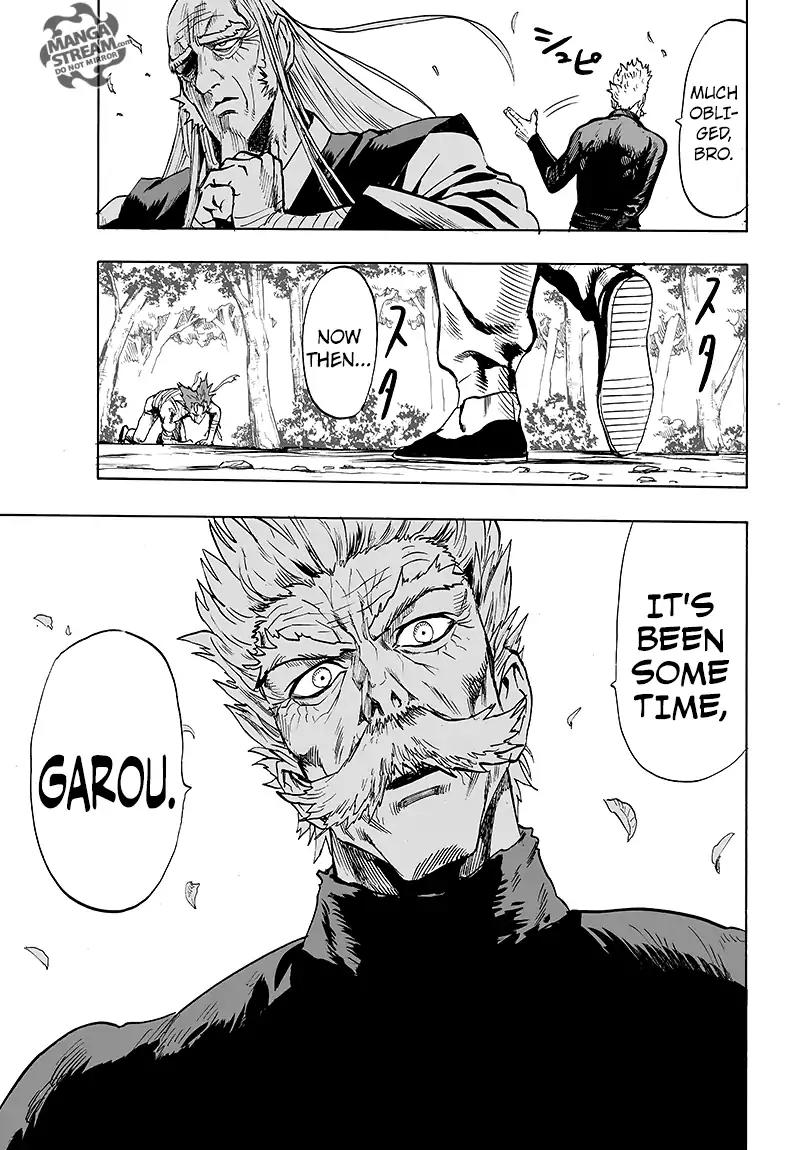 MANGA
STREAM.com
DO NOT MIRROR
シュピ
MUCH
OBLI-
GED,
BRO.
スタ
スタ
NOW
THEN...
IT'S
BEEN
SOME
TIME,
GAROU.